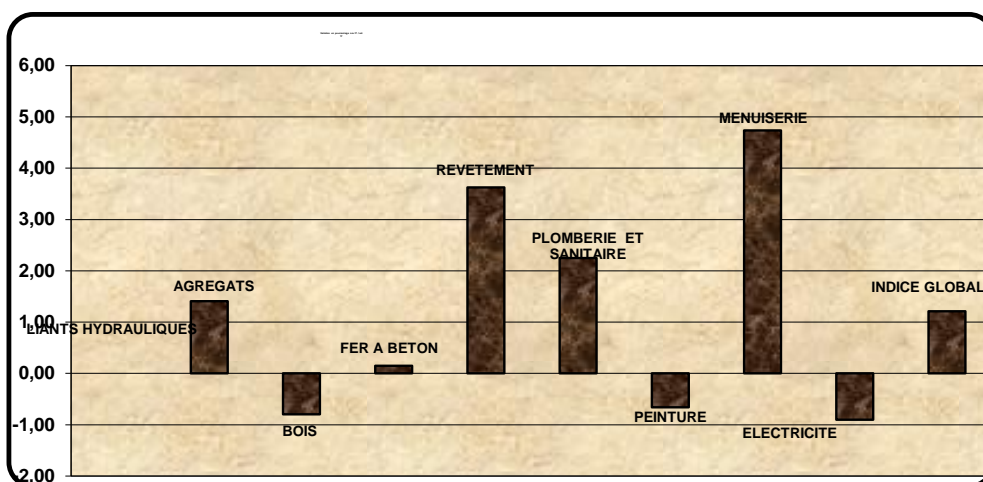 6,00
5,00
MENUISERIE
4,00
REVETEMENT
3,00
PLOMBERIE ET
SANITAIRE
2,00
AGREGATS
INDICE GLOBAL
1,00
LIANTS HYDRAULIQUES
FER A BETON
0,00
PEINTURE
-1,00
BOIS
ELECTRICITE
-2,00